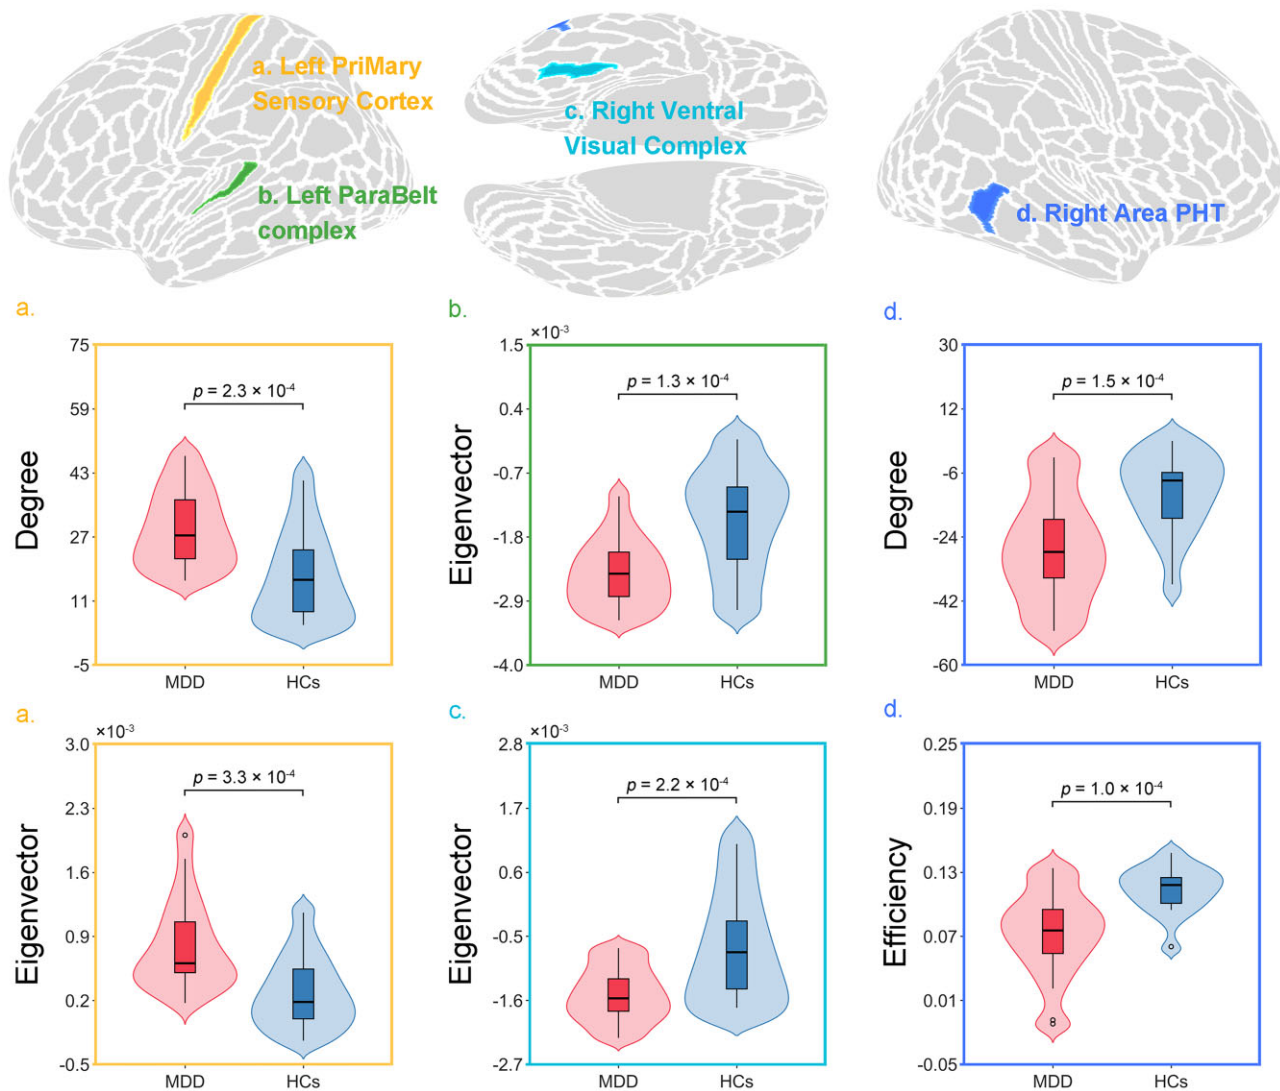 a. Left PriMary
Sensory Cortex
b. Left ParaBelt
complex
c. Right Ventral
Visual Complex
d. Right Area PHT
a.
75
59
43
27
11
-5
Degree
p = 2.3 × 10⁻⁴
MDD
HCs
b.
×10⁻³
1.5
0.4
-0.7
-1.8
-2.9
-4.0
Eigenvector
p = 1.3 × 10⁻⁴
MDD
HCs
d.
30
12
-6
-24
-42
-60
Degree
p = 1.5 × 10⁻⁴
MDD
HCs
a.
×10⁻³
3.0
2.3
1.6
0.9
0.2
-0.5
Eigenvector
p = 3.3 × 10⁻⁴
MDD
HCs
c.
×10⁻³
2.8
1.7
0.6
-0.5
-1.6
-2.7
Eigenvector
p = 2.2 × 10⁻⁴
MDD
HCs
d.
0.25
0.19
0.13
0.07
0.01
-0.05
Efficiency
p = 1.0 × 10⁻⁴
MDD
HCs